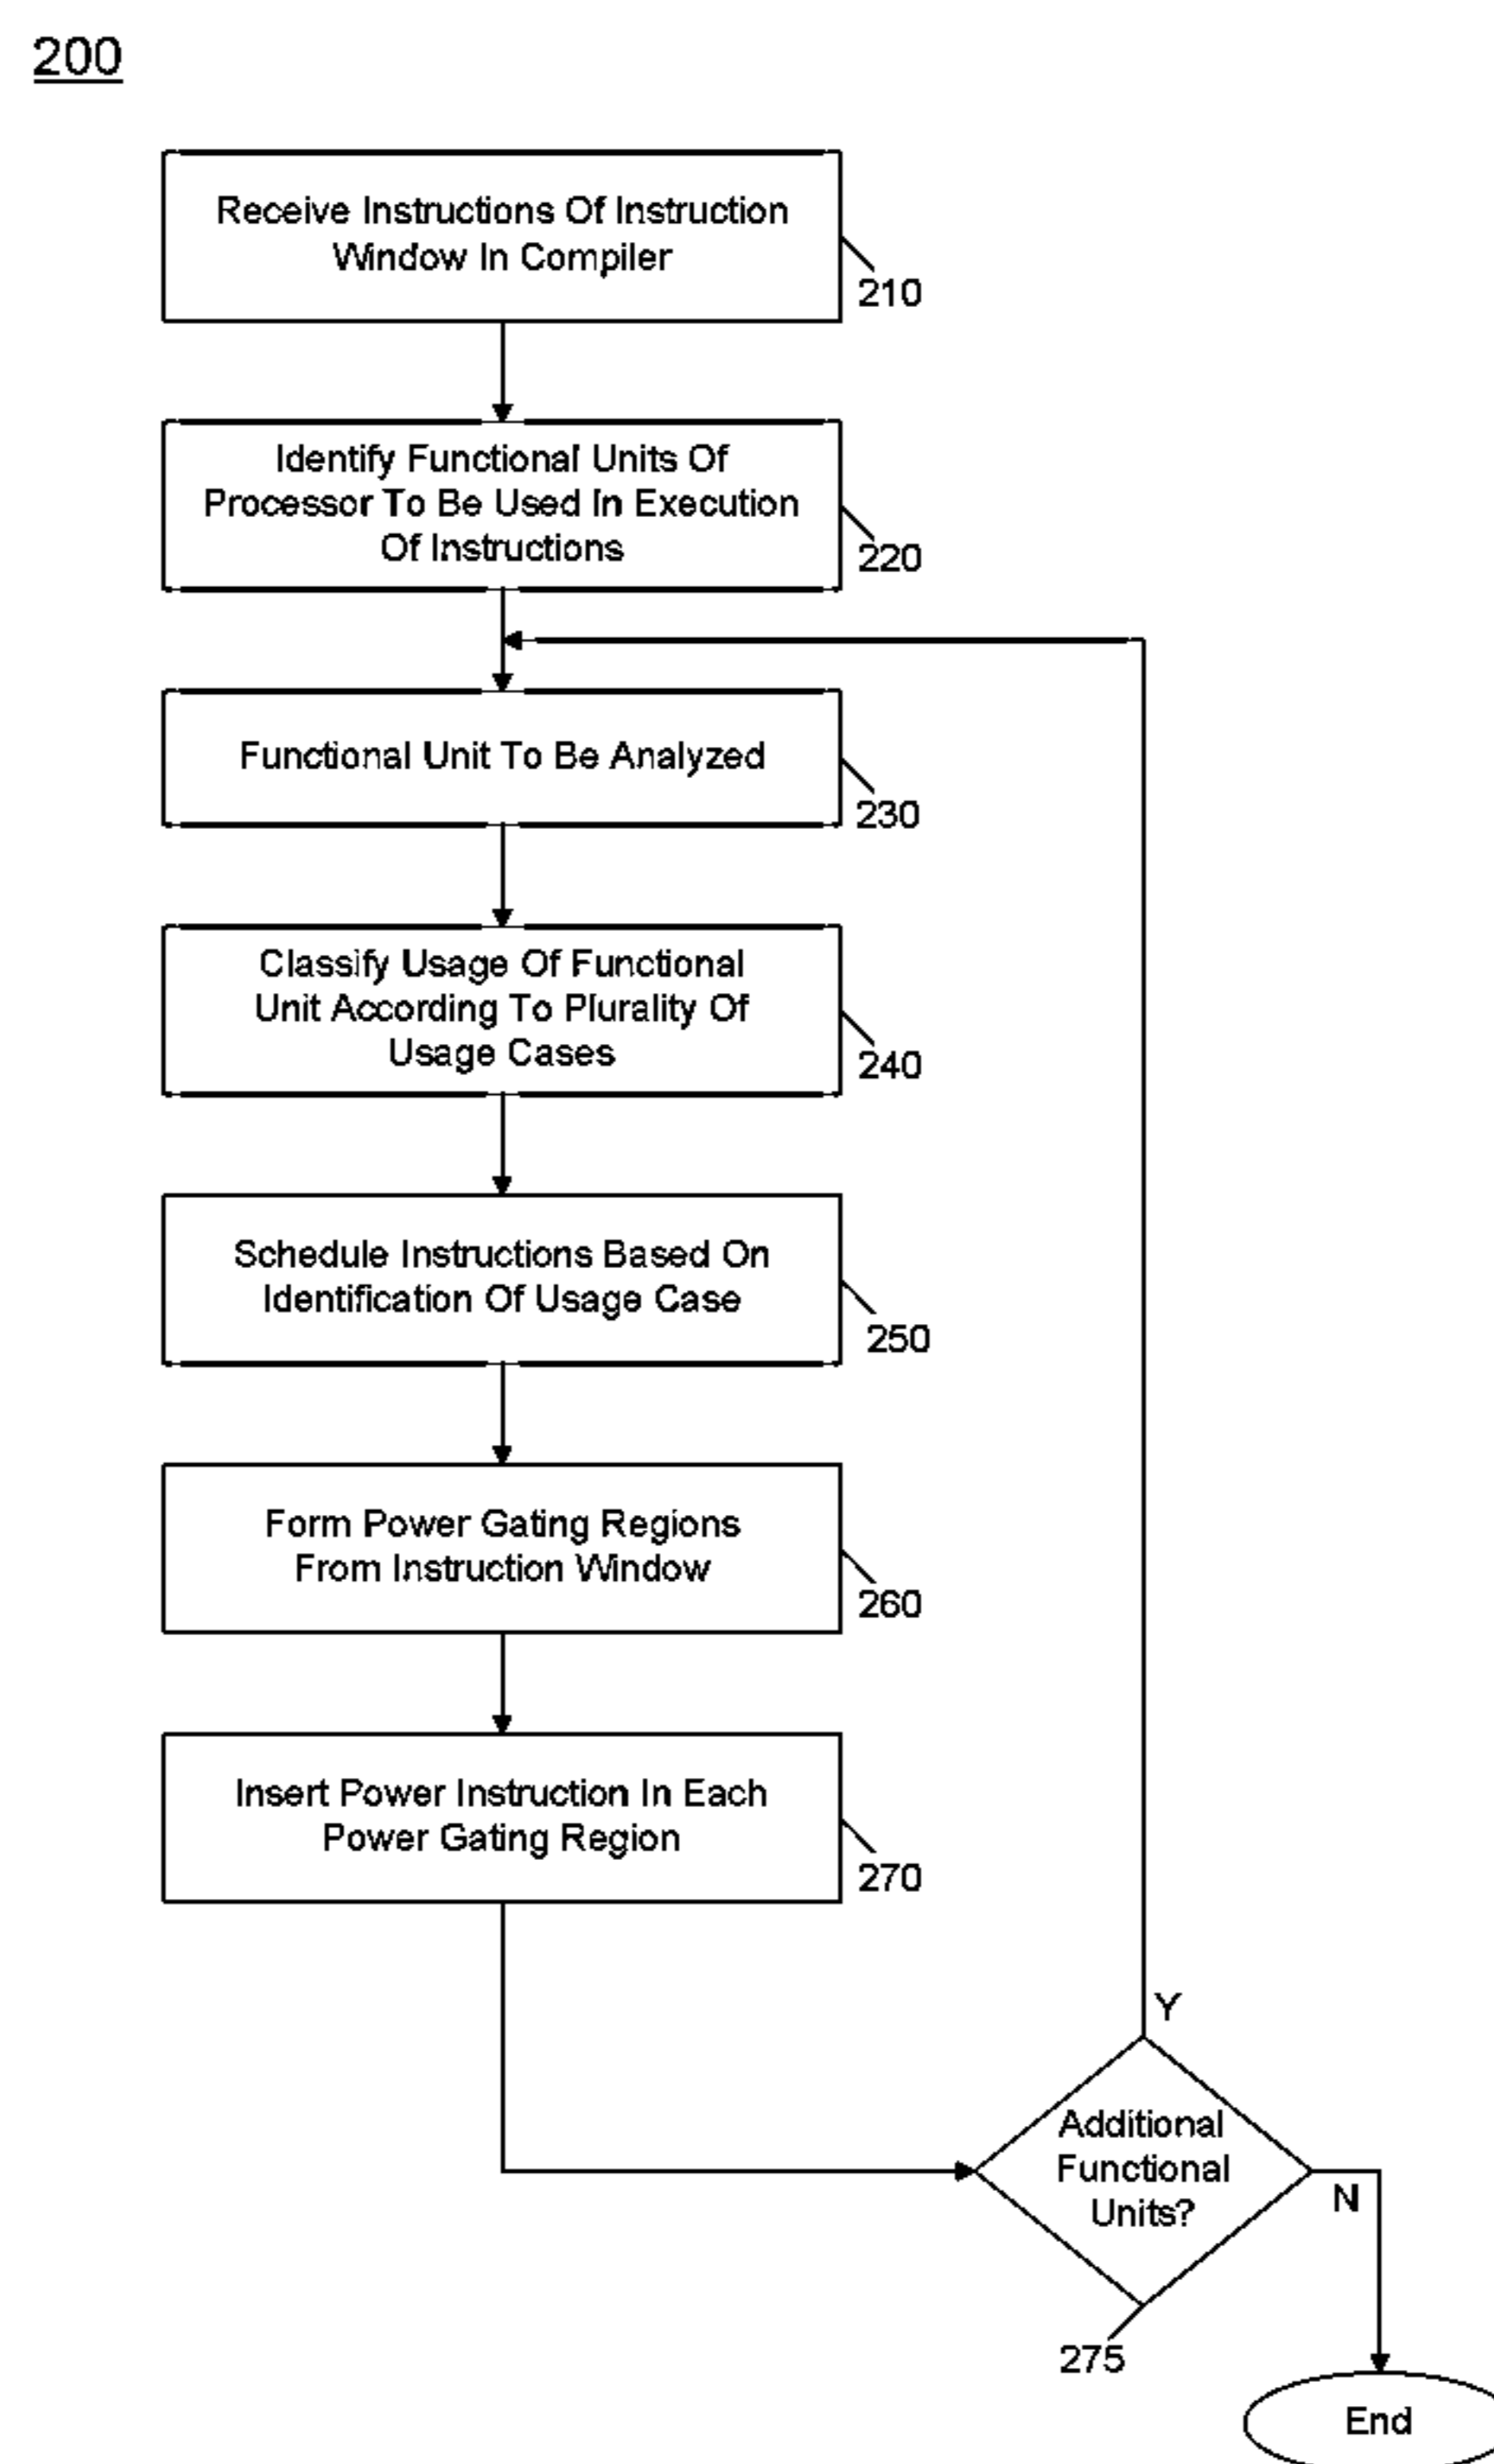 200
Receive Instructions Of Instruction
Window In Compiler
210
Identify Functional Units Of
Processor To Be Used In Execution
Of Instructions
220
Functional Unit To Be Analyzed
230
Classify Usage Of Functional
Unit According To Plurality Of
Usage Cases
240
Schedule Instructions Based On
Identification Of Usage Case
250
Form Power Gating Regions
From Instruction Window
260
Insert Power Instruction In Each
Power Gating Region
270
Y
Additional
Functional
Units?
N
275
End